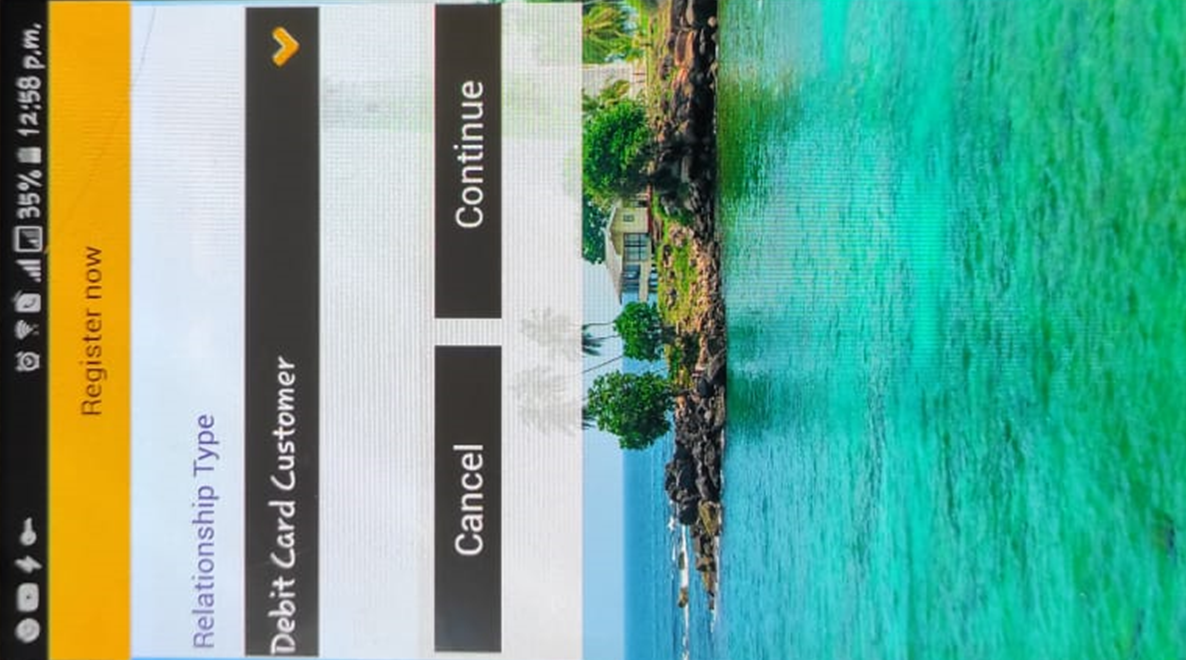 35% 12:58 p.m.
Register now
Relationship Type
Debit Card Customer
Cancel Continue